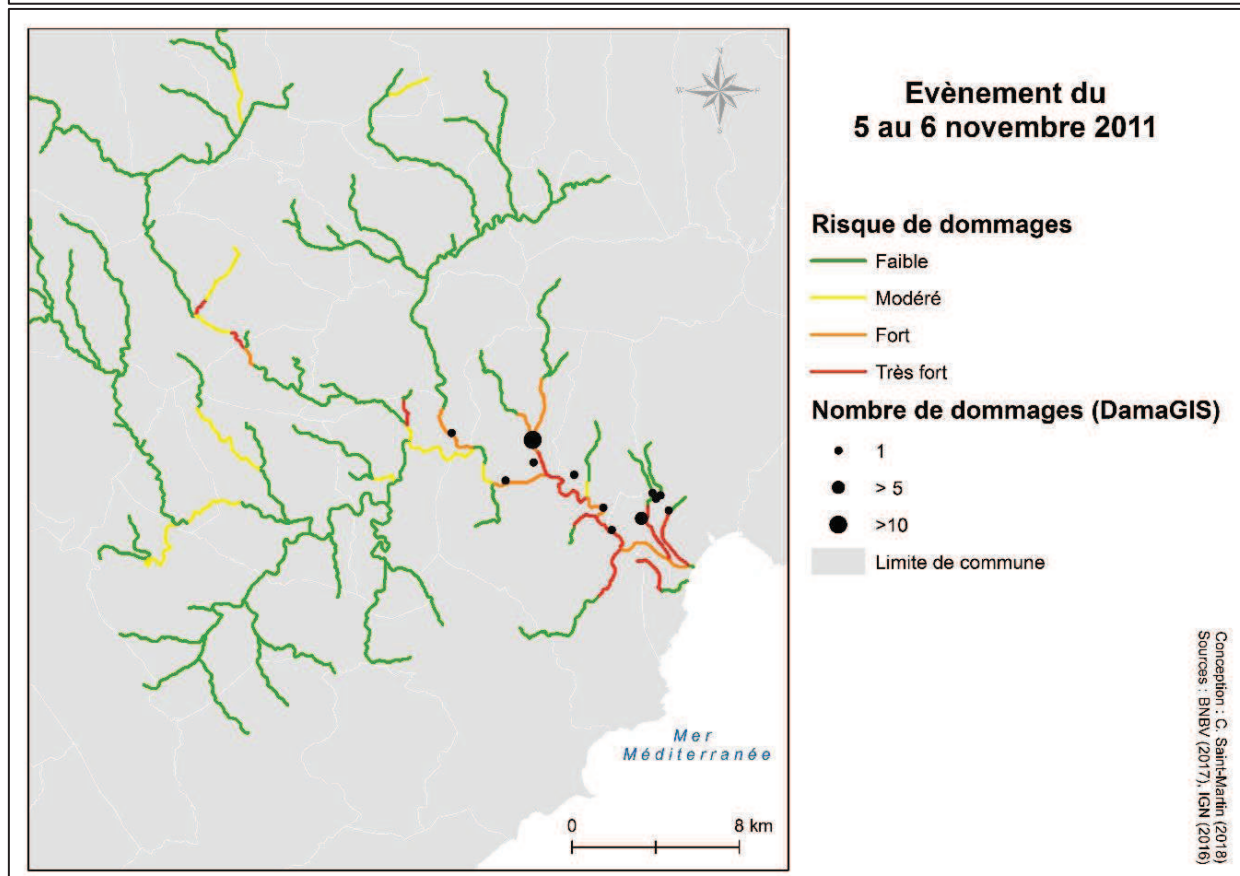 Evènement du
5 au 6 novembre 2011
Risque de dommages
Faible
Modéré
Fort
Très fort
Nombre de dommages (DamaGIS)
1
> 5
>10
Limite de commune
N
W
E
S
Mer
Méditerranée
0
8 km
Conception : C. Saint-Martin (2018)
Sources : BNBV (2017), IGN (2016)